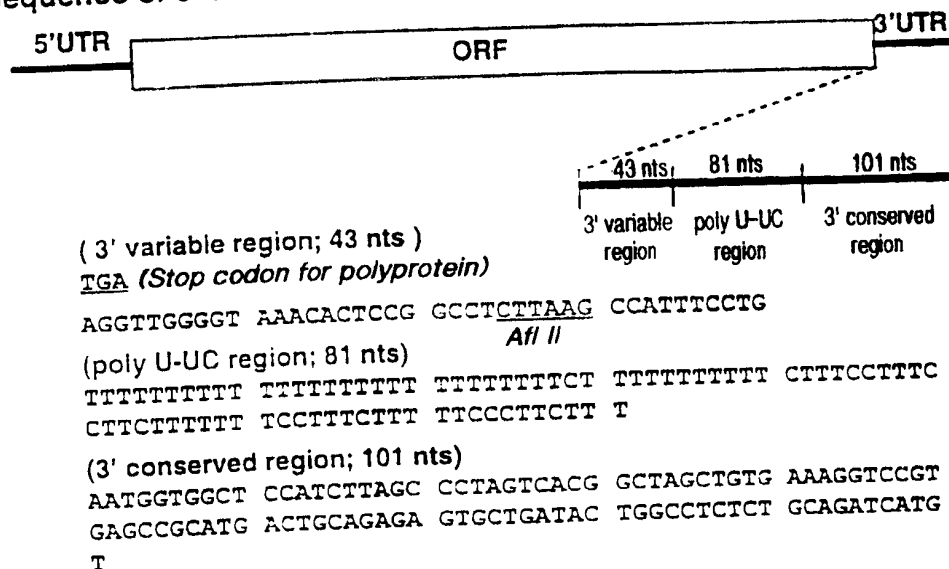 5'UTR
ORF
3'UTR
43 nts
81 nts
101 nts
3' variable region
poly U-UC region
3' conserved region
( 3' variable region; 43 nts )
TGA (Stop codon for polyprotein)
AGGTTGGGGT AAACACTCCG GCCTCTTAAG CCATTTCCTG
Afl II
(poly U-UC region; 81 nts)
TTTTTTTTTT TTTTTTTTTT TTTTTTTTCT TTTTTTTTTT CTTTCCTTTC
CTTCTTTTTT TCCTTTCTTT TTCCCTTCTT T
(3' conserved region; 101 nts)
AATGGTGGCT CCATCTTAGC CCTAGTCACG GCTAGCTGTG AAAGGTCCGT
GAGCCGCATG ACTGCAGAGA GTGCTGATAC TGGCCTCTCT GCAGATCATG
T